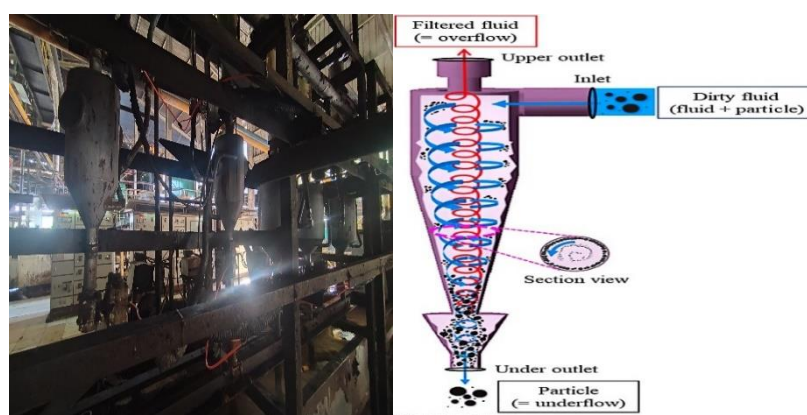 Filtered fluid
(= overflow)
Upper outlet
Inlet
Dirty fluid
(fluid + particle)
Section view
Under outlet
Particle
(= underflow)